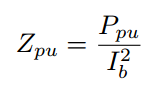 Z_{pu} = \frac{P_{pu}}{I_b^2}